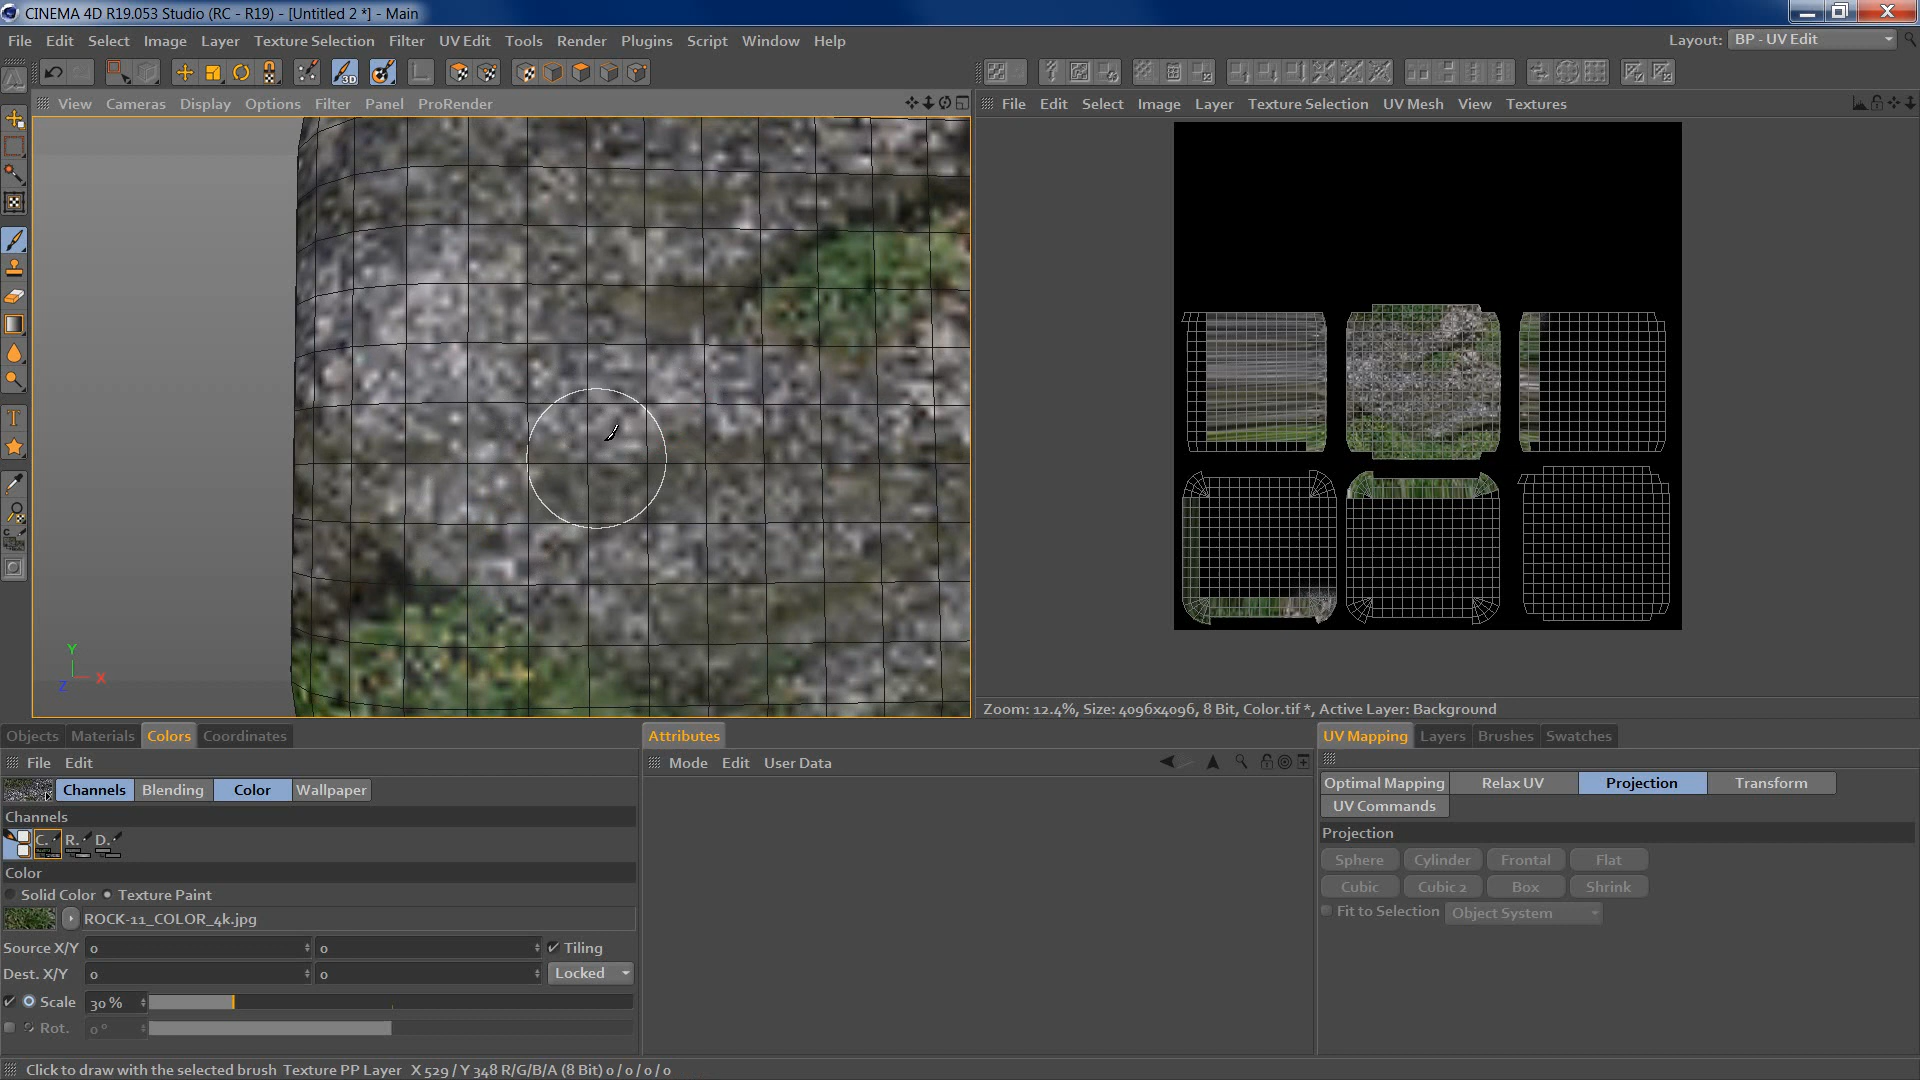 CINEMA 4D R19.053 Studio (RC - R19) - [Untitled 2 *] - Main
File Edit Select Image Layer Texture Selection Filter UV Edit Tools Render Plugins Script Window Help
Layout: BP - UV Edit
3D
View Cameras Display Options Filter Panel ProRender
File Edit Select Image Layer Texture Selection UV Mesh View Textures
Y
X
Z
Zoom: 12.4%, Size: 4096x4096, 8 Bit, Color.tif *, Active Layer: Background
Objects Materials Colors Coordinates
Attributes
UV Mapping Layers Brushes Swatches
File Edit
Mode Edit User Data
Channels Blending Color Wallpaper
Optimal Mapping Relax UV Projection Transform
UV Commands
Channels
C. R. D.
Projection
Sphere Cylinder Frontal Flat
Cubic Cubic 2 Box Shrink
Fit to Selection Object System
Color
Solid Color Texture Paint
ROCK-11_COLOR_4k.jpg
Source X/Y 0 0 Tiling
Dest. X/Y 0 0 Locked
Scale 30 %
Rot. 0 °
Click to draw with the selected brush Texture PP Layer X 529 / Y 348 R/G/B/A (8 Bit) 0 / 0 / 0 / 0